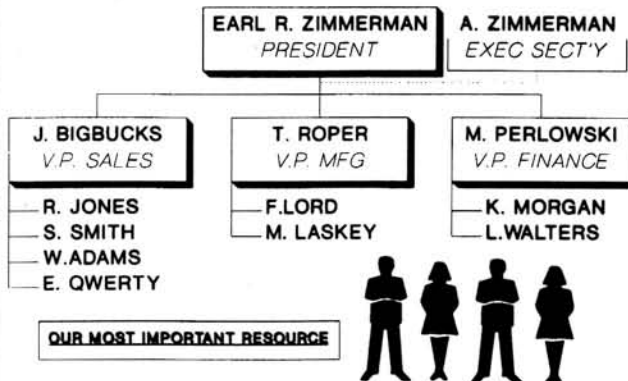 EARL R. ZIMMERMAN
PRESIDENT
A. ZIMMERMAN
EXEC SECT'Y
J. BIGBUCKS
V.P. SALES
T. ROPER
V.P. MFG
M. PERLOWSKI
V.P. FINANCE
R. JONES
S. SMITH
W.ADAMS
E. QWERTY
F.LORD
M. LASKEY
K. MORGAN
L.WALTERS
OUR MOST IMPORTANT RESOURCE